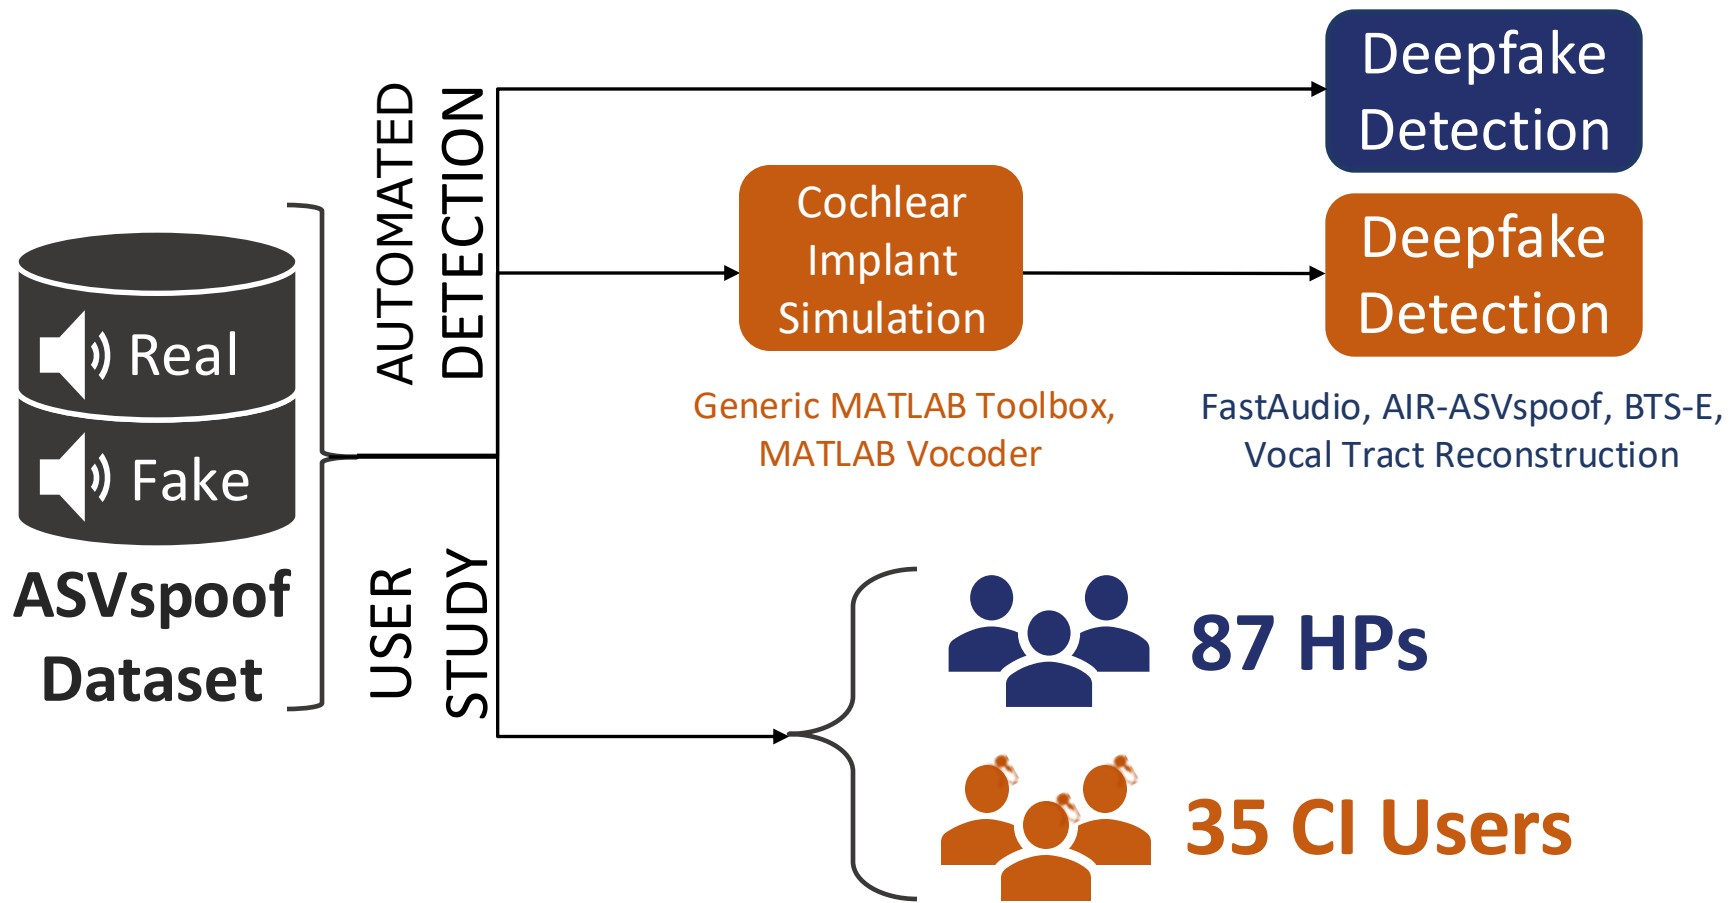 Real
Fake
ASVspoof
Dataset
AUTOMATED
DETECTION
USER
STUDY
Deepfake
Detection
Cochlear
Implant
Simulation
Generic MATLAB Toolbox,
MATLAB Vocoder
Deepfake
Detection
FastAudio, AIR-ASVspoof, BTS-E,
Vocal Tract Reconstruction
87 HPs
35 CI Users